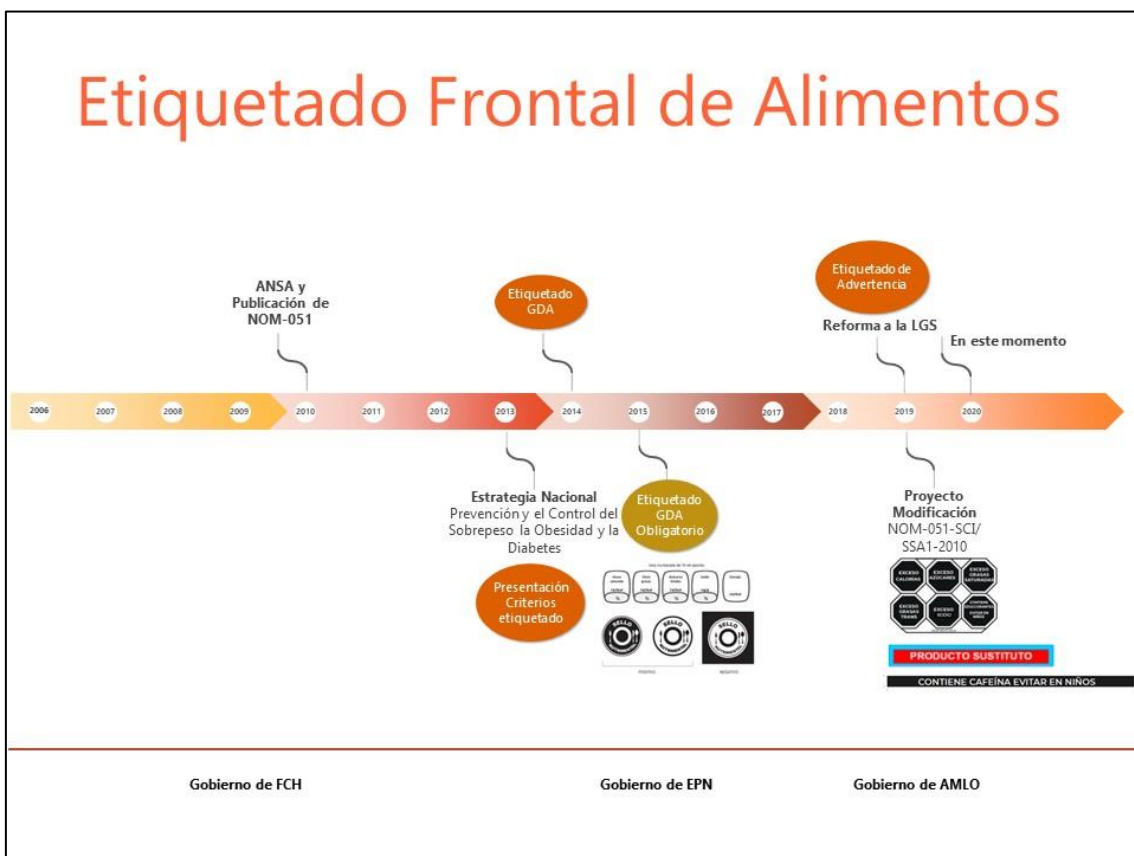 Etiquetado Frontal de Alimentos
ANSA y
Publicación de
NOM-051
Etiquetado
GDA
Etiquetado de
Advertencia
Reforma a la LGS
En este momento
2006 2007 2008 2009 2010 2011 2012 2013 2014 2015 2016 2017 2018 2019 2020
Estrategia Nacional
Prevención y el Control del
Sobrepeso la Obesidad y la
Diabetes
Presentación
Criterios
etiquetado
Etiquetado
GDA
Obligatorio
SELLO
SELLO
SELLO
Proyecto
Modificación
NOM-051-SCI/
SSA1-2010
EXCESO
CALORÍAS
EXCESO
AZÚCARES
EXCESO
GRASAS
SATURADAS
EXCESO
GRASAS
TRANS
EXCESO
SODIO
CONTIENE
PRODUCTO SUSTITUTO
CONTIENE CAFEÍNA EVITAR EN NIÑOS
Gobierno de FCH
Gobierno de EPN
Gobierno de AMLO